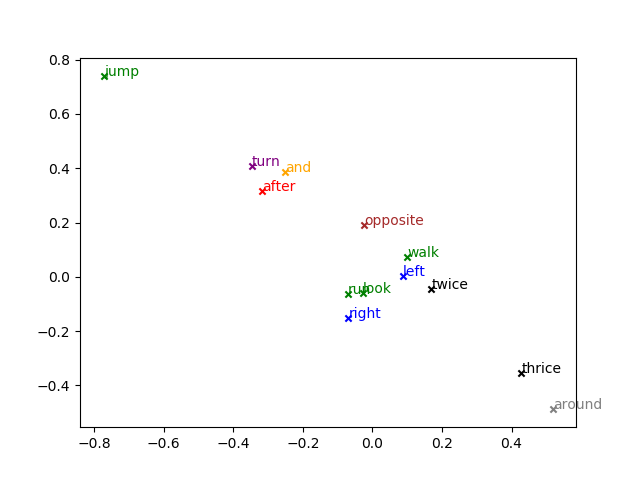 0.8
jump
0.6
0.4
turn
and
after
0.2
opposite
walk
0.0
left
run
look
twice
right
−0.2
thrice
−0.4
around
−0.8 −0.6 −0.4 −0.2 0.0 0.2 0.4